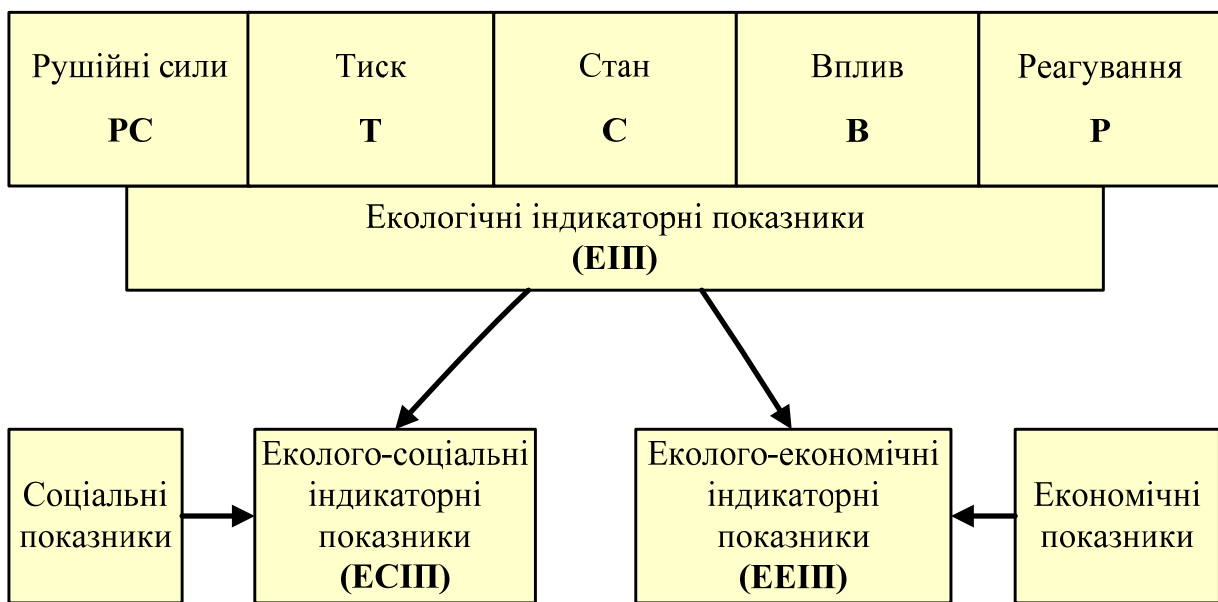 Рушійні сили
РС
Тиск
Т
Стан
С
Вплив
В
Реагування
Р
Екологічні індикаторні показники
(ЕІП)
Соціальні
показники
Еколого-соціальні
індикаторні
показники
(ЕСІП)
Еколого-економічні
індикаторні
показники
(ЕЕІП)
Економічні
показники